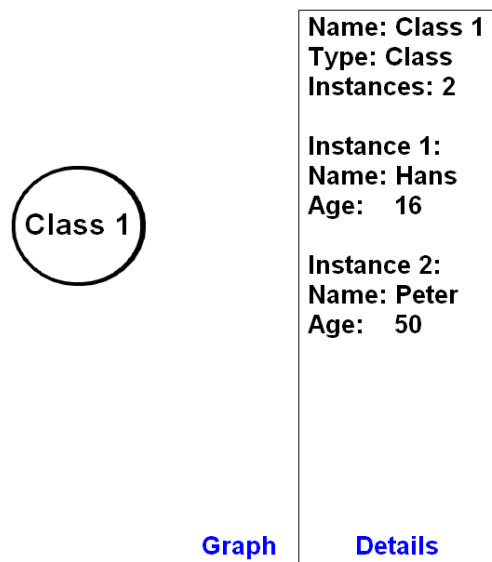 Class 1
Graph
Name: Class 1
Type: Class
Instances: 2
Instance 1:
Name: Hans
Age: 16
Instance 2:
Name: Peter
Age: 50
Details